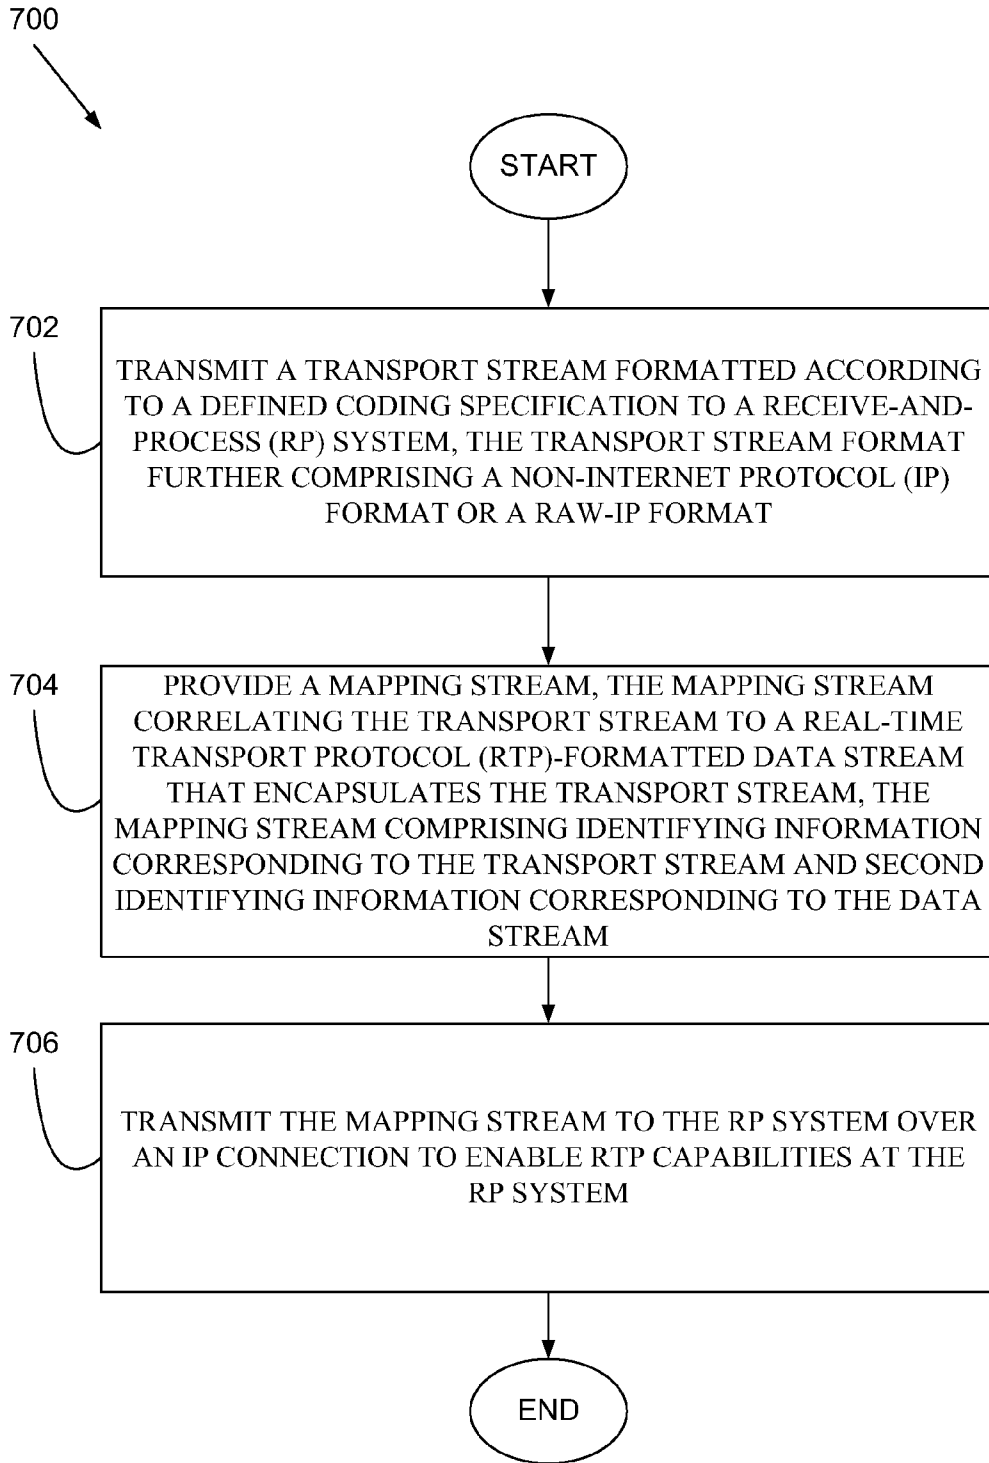 700
START
702
TRANSMIT A TRANSPORT STREAM FORMATTED ACCORDING
TO A DEFINED CODING SPECIFICATION TO A RECEIVE-AND-
PROCESS (RP) SYSTEM, THE TRANSPORT STREAM FORMAT
FURTHER COMPRISING A NON-INTERNET PROTOCOL (IP)
FORMAT OR A RAW-IP FORMAT
704
PROVIDE A MAPPING STREAM, THE MAPPING STREAM
CORRELATING THE TRANSPORT STREAM TO A REAL-TIME
TRANSPORT PROTOCOL (RTP)-FORMATTED DATA STREAM
THAT ENCAPSULATES THE TRANSPORT STREAM, THE
MAPPING STREAM COMPRISING IDENTIFYING INFORMATION
CORRESPONDING TO THE TRANSPORT STREAM AND SECOND
IDENTIFYING INFORMATION CORRESPONDING TO THE DATA
STREAM
706
TRANSMIT THE MAPPING STREAM TO THE RP SYSTEM OVER
AN IP CONNECTION TO ENABLE RTP CAPABILITIES AT THE
RP SYSTEM
END